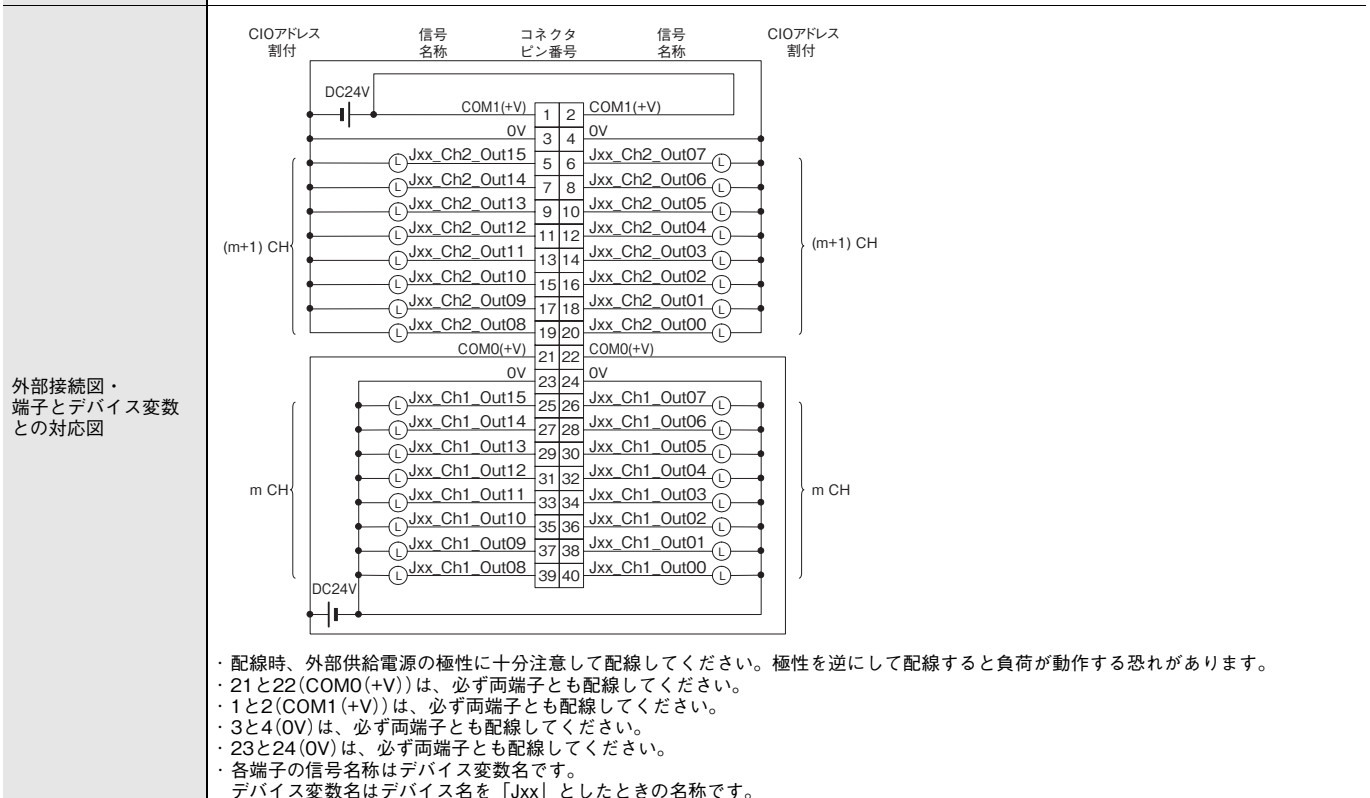 CIOアドレス 割付 信号 名称 コネクタ ピン番号 信号 名称 CIOアドレス 割付
DC24V
COM1(+V) 1 2 COM1(+V)
0V 3 4 0V
L Jxx_Ch2_Out15 5 6 Jxx_Ch2_Out07 L
L Jxx_Ch2_Out14 7 8 Jxx_Ch2_Out06 L
L Jxx_Ch2_Out13 9 10 Jxx_Ch2_Out05 L
(m+1) CH L Jxx_Ch2_Out12 11 12 Jxx_Ch2_Out04 L (m+1) CH
L Jxx_Ch2_Out11 13 14 Jxx_Ch2_Out03 L
L Jxx_Ch2_Out10 15 16 Jxx_Ch2_Out02 L
L Jxx_Ch2_Out09 17 18 Jxx_Ch2_Out01 L
L Jxx_Ch2_Out08 19 20 Jxx_Ch2_Out00 L
COM0(+V) 21 22 COM0(+V)
0V 23 24 0V
外部接続図・
端子とデバイス変数
との対応図
L Jxx_Ch1_Out15 25 26 Jxx_Ch1_Out07 L
L Jxx_Ch1_Out14 27 28 Jxx_Ch1_Out06 L
L Jxx_Ch1_Out13 29 30 Jxx_Ch1_Out05 L
m CH L Jxx_Ch1_Out12 31 32 Jxx_Ch1_Out04 L m CH
L Jxx_Ch1_Out11 33 34 Jxx_Ch1_Out03 L
L Jxx_Ch1_Out10 35 36 Jxx_Ch1_Out02 L
L Jxx_Ch1_Out09 37 38 Jxx_Ch1_Out01 L
L Jxx_Ch1_Out08 39 40 Jxx_Ch1_Out00 L
DC24V
・配線時、外部供給電源の極性に十分注意して配線してください。極性を逆にして配線すると負荷が動作する恐れがあります。
・21と22(COM0(+V))は、必ず両端子とも配線してください。
・1と2(COM1(+V))は、必ず両端子とも配線してください。
・3と4(0V)は、必ず両端子とも配線してください。
・23と24(0V)は、必ず両端子とも配線してください。
・各端子の信号名称はデバイス変数名です。
デバイス変数名はデバイス名を「Jxx」としたときの名称です。